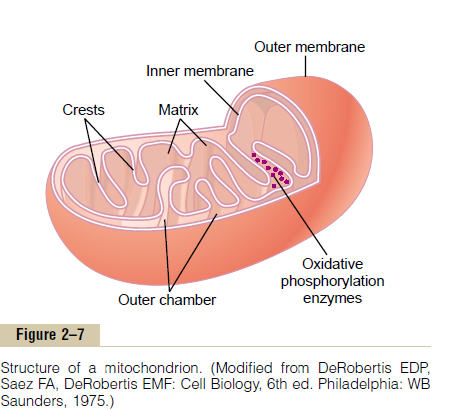 Outer membrane
Inner membrane
Crests
Matrix
Oxidative
phosphorylation
enzymes
Outer chamber
Figure 2–7
Structure of a mitochondrion. (Modified from DeRobertis EDP,
Saez FA, DeRobertis EMF: Cell Biology, 6th ed. Philadelphia: WB
Saunders, 1975.)